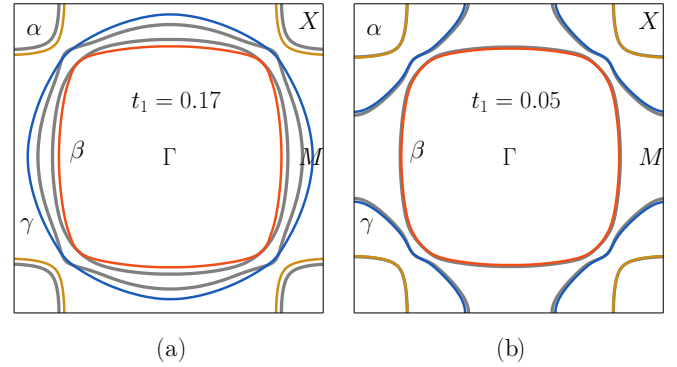 α X α X
t₁ = 0.17 t₁ = 0.05
β Γ M β Γ M
γ γ
(a) (b)